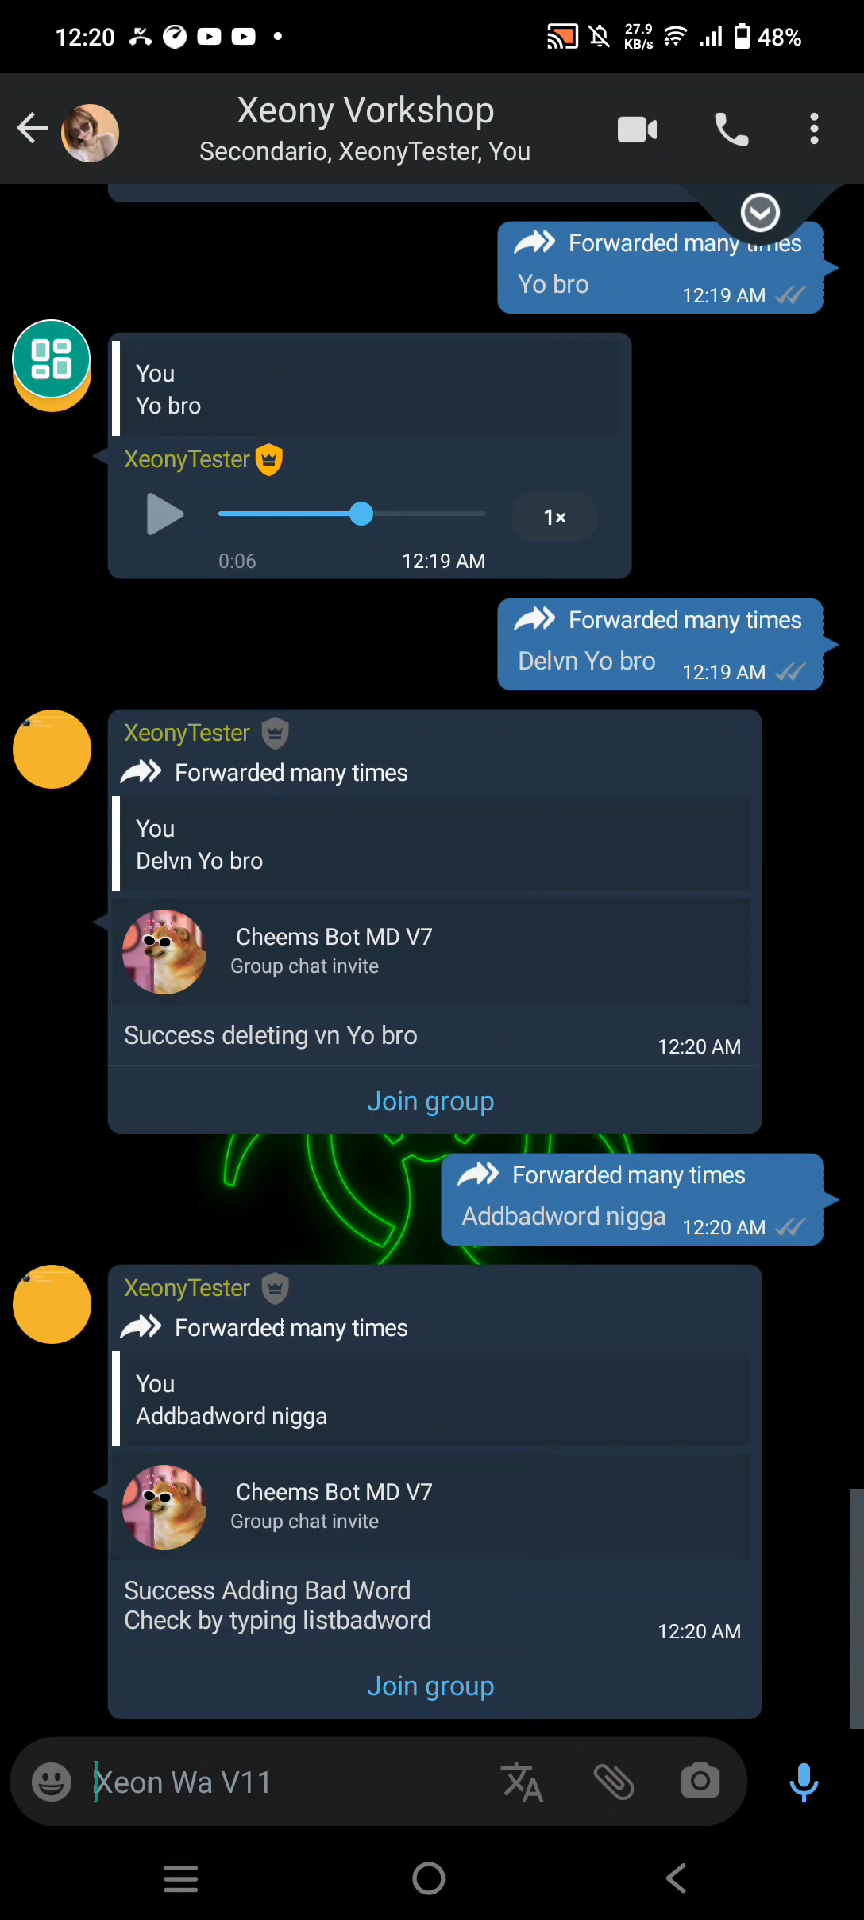 12:20
27.9
KB/s
48%
Xeony Vorkshop
Secondario, XeonyTester, You
Forwarded many times
Yo bro
12:19 AM
You
Yo bro
XeonyTester
1×
0:06
12:19 AM
Forwarded many times
Delvn Yo bro
12:19 AM
XeonyTester
Forwarded many times
You
Delvn Yo bro
Cheems Bot MD V7
Group chat invite
Success deleting vn Yo bro
12:20 AM
Join group
Forwarded many times
Addbadword nigga
12:20 AM
XeonyTester
Forwarded many times
You
Addbadword nigga
Cheems Bot MD V7
Group chat invite
Success Adding Bad Word
Check by typing listbadword
12:20 AM
Join group
Xeon Wa V11